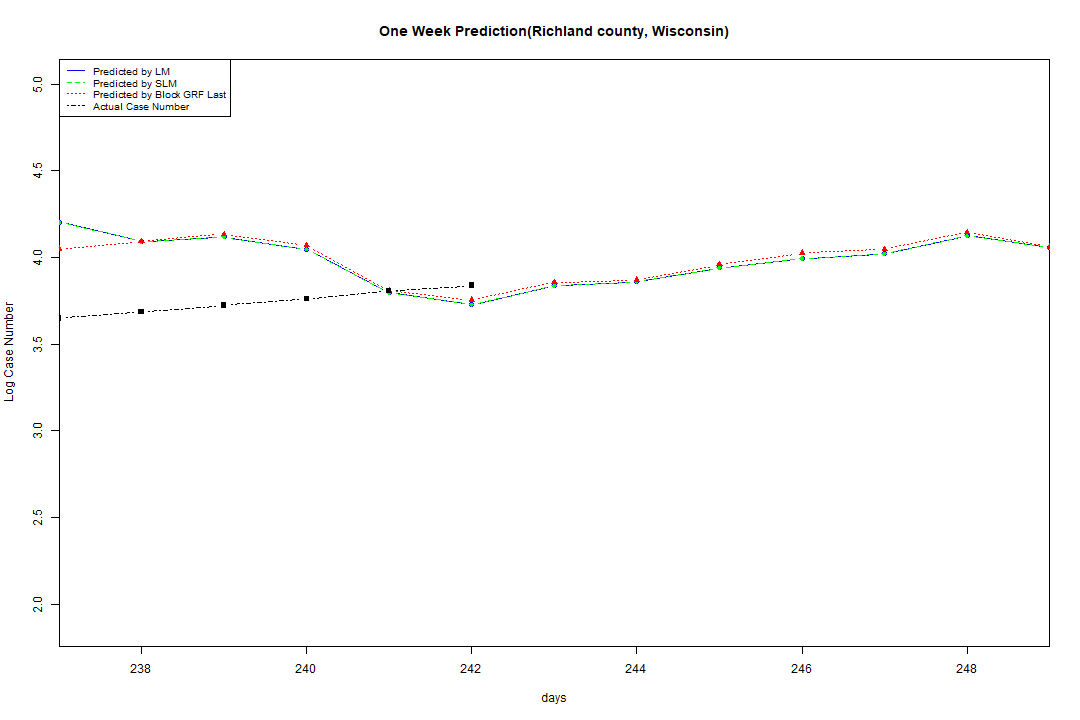 One Week Prediction(Richland county, Wisconsin)
Predicted by LM
Predicted by SLM
Predicted by Block GRF Last
Actual Case Number
Log Case Number
5.0
4.5
4.0
3.5
3.0
2.5
2.0
238 240 242 244 246 248
days